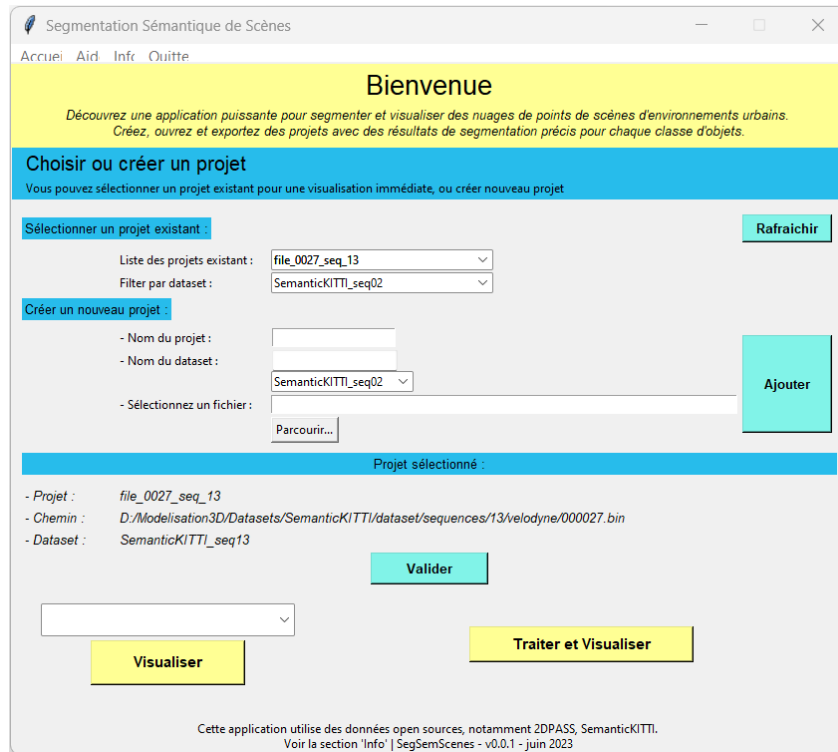 Segmentation Sémantique de Scènes
Accuei Aid Info Quitte
Bienvenue
Découvrez une application puissante pour segmenter et visualiser des nuages de points de scènes d'environnements urbains.
Créez, ouvrez et exportez des projets avec des résultats de segmentation précis pour chaque classe d'objets.
Choisir ou créer un projet
Vous pouvez sélectionner un projet existant pour une visualisation immédiate, ou créer nouveau projet
Sélectionner un projet existant :
Rafraichir
Liste des projets existant : file_0027_seq_13
Filter par dataset : SemanticKITTI_seq02
Créer un nouveau projet :
- Nom du projet :
- Nom du dataset :
SemanticKITTI_seq02
Ajouter
- Sélectionnez un fichier :
Parcourir...
Projet sélectionné :
- Projet : file_0027_seq_13
- Chemin : D:/Modelisation3D/Datasets/SemanticKITTI/dataset/sequences/13/velodyne/000027.bin
- Dataset : SemanticKITTI_seq13
Valider
Visualiser
Traiter et Visualiser
Cette application utilise des données open sources, notamment 2DPASS, SemanticKITTI.
Voir la section 'Info' | SegSemScenes - v0.0.1 - juin 2023